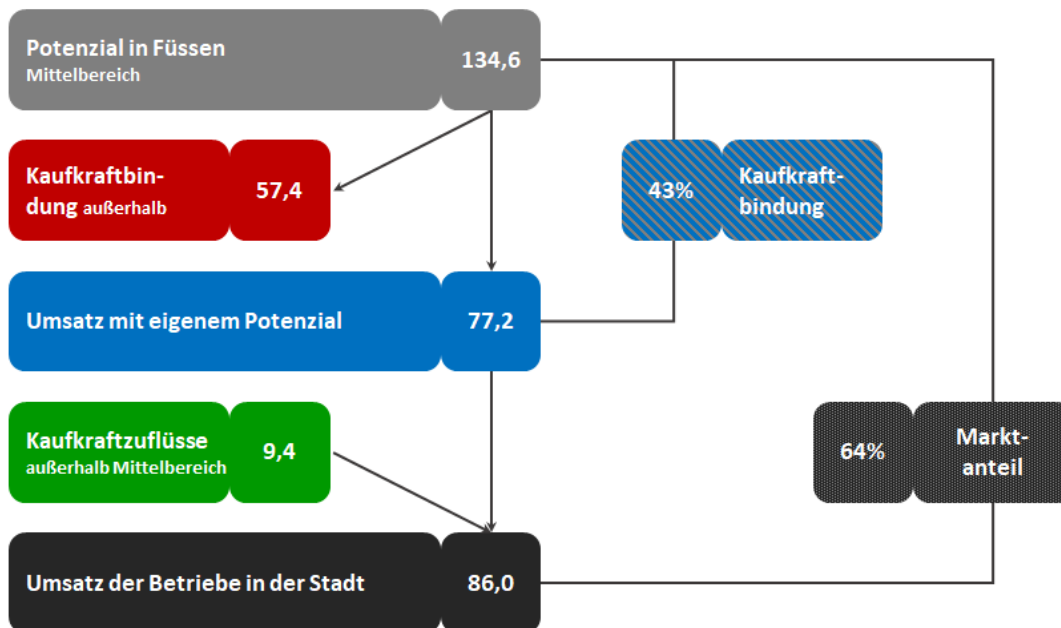 Potenzial in Füssen
Mittelbereich
134,6
Kaufkraftbin-
dung außerhalb
57,4
43%
Kaufkraft-
bindung
Umsatz mit eigenem Potenzial
77,2
Kaufkraftzuflüsse
außerhalb Mittelbereich
9,4
64%
Markt-
anteil
Umsatz der Betriebe in der Stadt
86,0